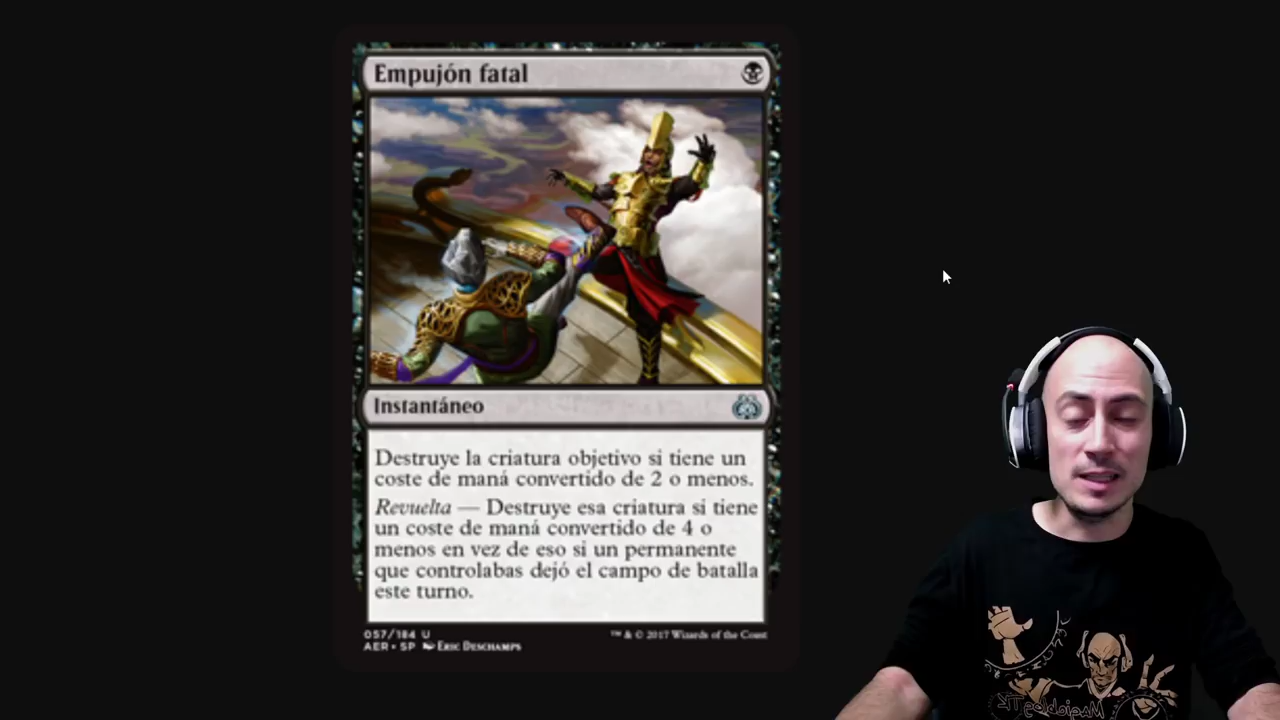 Empujón fatal
Instantáneo
Destruye la criatura objetivo si tiene un
coste de maná convertido de 2 o menos.
Revuelta — Destruye esa criatura si tiene
un coste de maná convertido de 4 o
menos en vez de eso si un permanente
que controlabas dejó el campo de batalla
este turno.
057/184 U
™ & © 2017 Wizards of the Coast
AER • SP Eric Deschamps